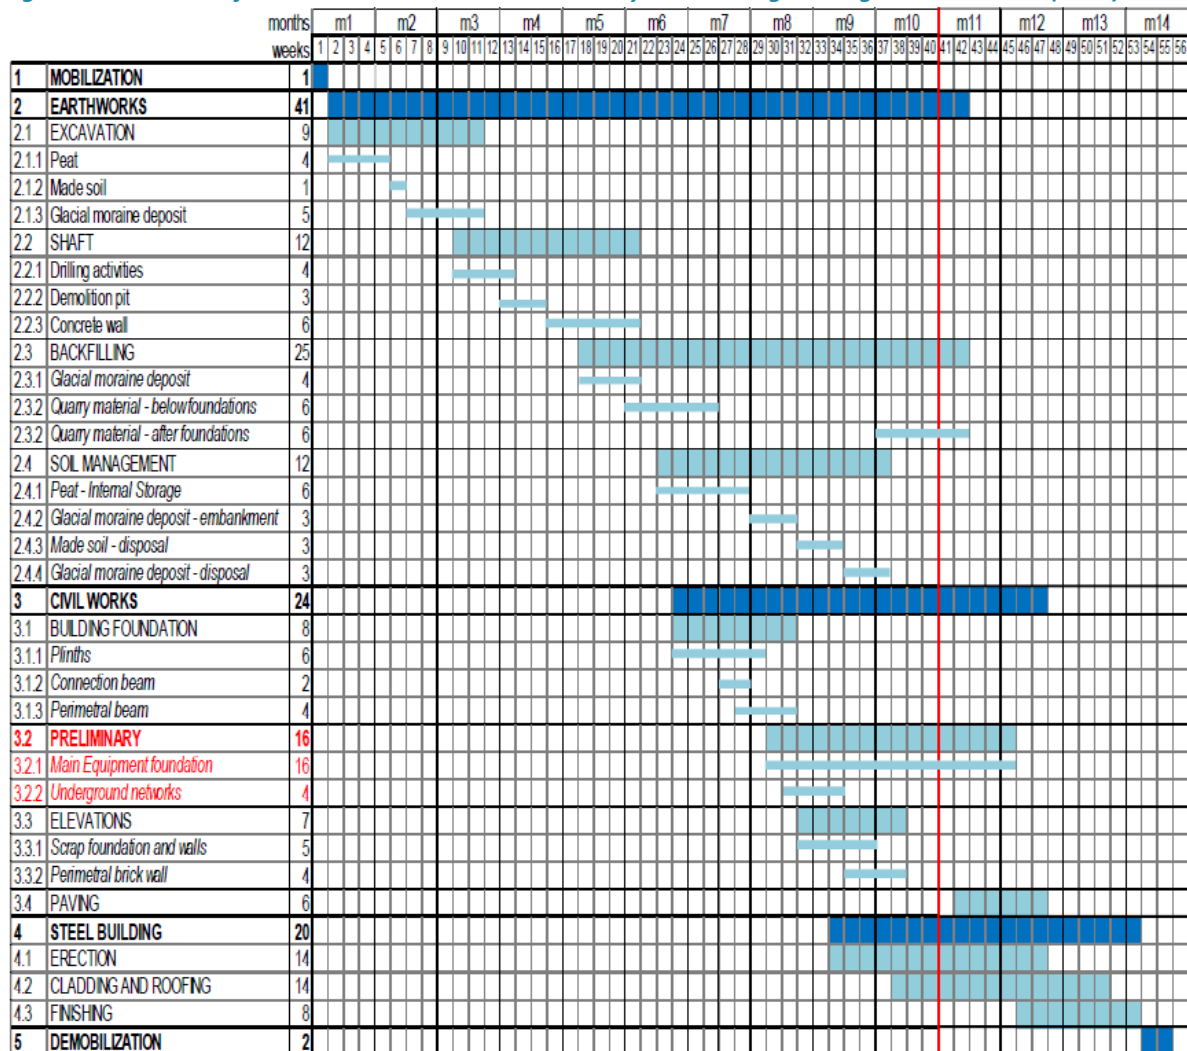 months m1 m2 m3 m4 m5 m6 m7 m8 m9 m10 m11 m12 m13 m14
weeks 1 2 3 4 5 6 7 8 9 10 11 12 13 14 15 16 17 18 19 20 21 22 23 24 25 26 27 28 29 30 31 32 33 34 35 36 37 38 39 40 41 42 43 44 45 46 47 48 49 50 51 52 53 54 55 56
1 MOBILIZATION 1
2 EARTHWORKS 41
2.1 EXCAVATION 9
2.1.1 Peat 4
2.1.2 Made soil 1
2.1.3 Glacial moraine deposit 5
2.2 SHAFT 12
2.2.1 Drilling activities 4
2.2.2 Demolition pit 3
2.2.3 Concrete wall 6
2.3 BACKFILLING 25
2.3.1 Glacial moraine deposit 4
2.3.2 Quarry material - below foundations 6
2.3.2 Quarry material - after foundations 6
2.4 SOIL MANAGEMENT 12
2.4.1 Peat - Internal Storage 6
2.4.2 Glacial moraine deposit - embankment 3
2.4.3 Made soil - disposal 3
2.4.4 Glacial moraine deposit - disposal 3
3 CIVIL WORKS 24
3.1 BUILDING FOUNDATION 8
3.1.1 Plinths 6
3.1.2 Connection beam 2
3.1.3 Perimetral beam 4
3.2 PRELIMINARY 16
3.2.1 Main Equipment foundation 16
3.2.2 Underground networks 4
3.3 ELEVATIONS 7
3.3.1 Scrap foundation and walls 5
3.3.2 Perimetral brick wall 4
3.4 PAVING 6
4 STEEL BUILDING 20
4.1 ERECTION 14
4.2 CLADDING AND ROOFING 14
4.3 FINISHING 8
5 DEMOBILIZATION 2